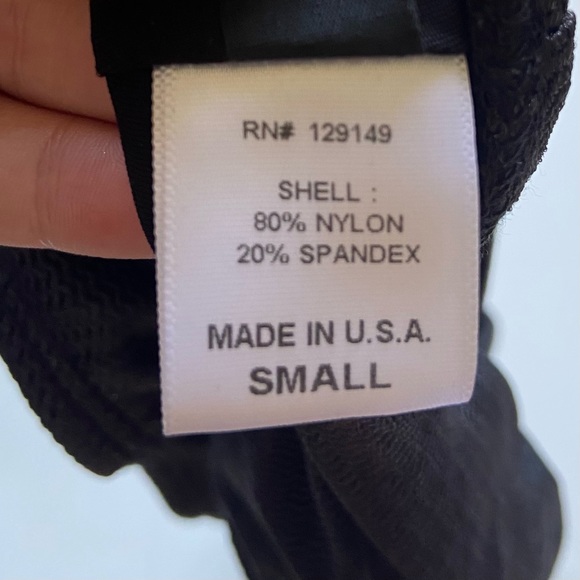 RN# 129149
SHELL :
80% NYLON
20% SPANDEX
MADE IN U.S.A.
SMALL